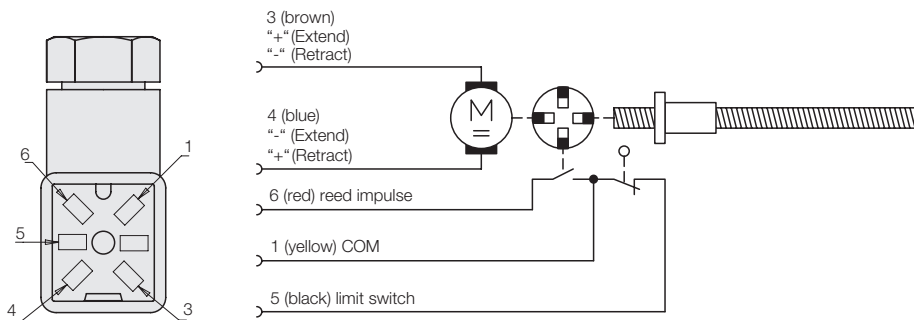 3 (brown)
“+“ (Extend)
“-“ (Retract)
4 (blue)
“-“ (Extend)
“+“ (Retract)
6 (red) reed impulse
1 (yellow) COM
5 (black) limit switch
M
6
1
5
4
3